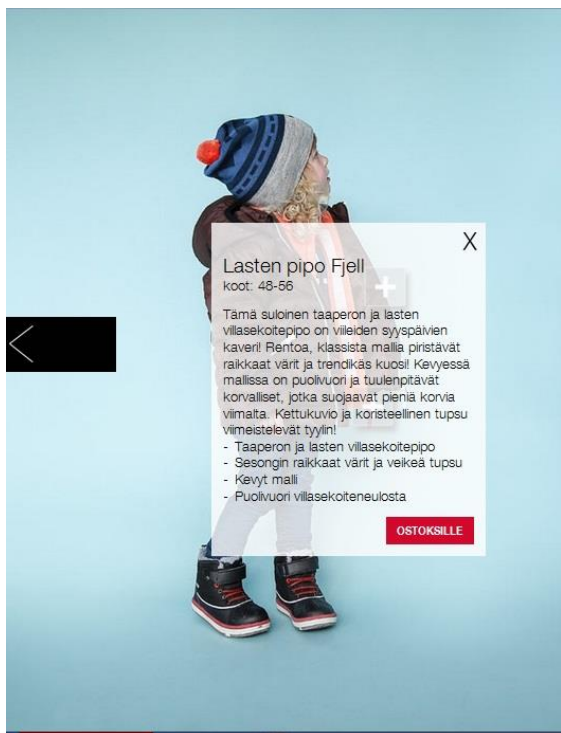 X
Lasten pipo Fjell
koot: 48-56
Tämä suloinen taaperon ja lasten
villasekoitepipo on viileiden syyspäivien
kaveri! Rentoa, klassista mallia piristävät
raikkaat värit ja trendikäs kuosi! Kevyessä
mallissa on puolivuori ja tuulenpitävät
korvalliset, jotka suojaavat pieniä korvia
viimalta. Kettukuvio ja koristeellinen tupsu
viimeistelevät tyylin!
- Taaperon ja lasten villasekoitepipo
- Sesongin raikkaat värit ja veikeä tupsu
- Kevyt malli
- Puolivuori villasekoiteneulosta
OSTOKSILLE